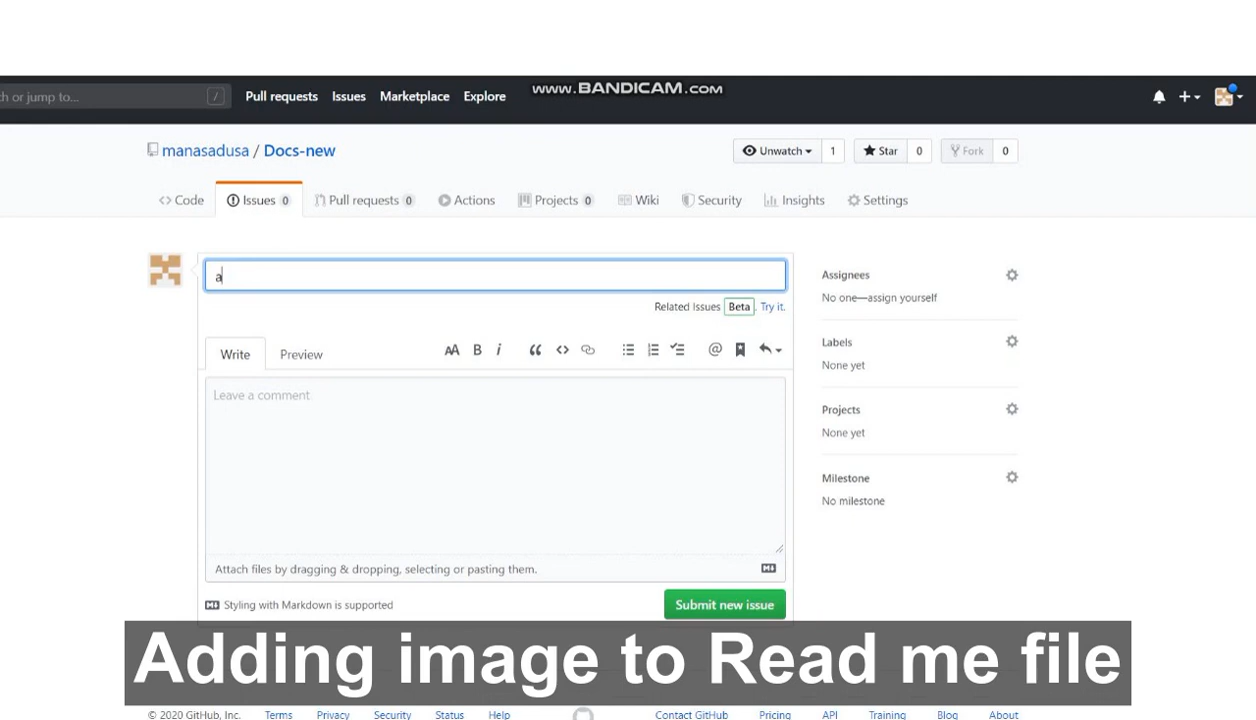 ch or jump to... / Pull requests Issues Marketplace Explore
www.BANDICAM.com
manasadusa / Docs-new
Unwatch 1 Star 0 Fork 0
Code Issues 0 Pull requests 0 Actions Projects 0 Wiki Security Insights Settings
a
Related Issues Beta Try it.
Write Preview AA B i
Leave a comment
Attach files by dragging & dropping, selecting or pasting them.
Styling with Markdown is supported
Submit new issue
Assignees
No one—assign yourself
Labels
None yet
Projects
None yet
Milestone
No milestone
Adding image to Read me file
© 2020 GitHub, Inc. Terms Privacy Security Status Help Contact GitHub Pricing API Training Blog About